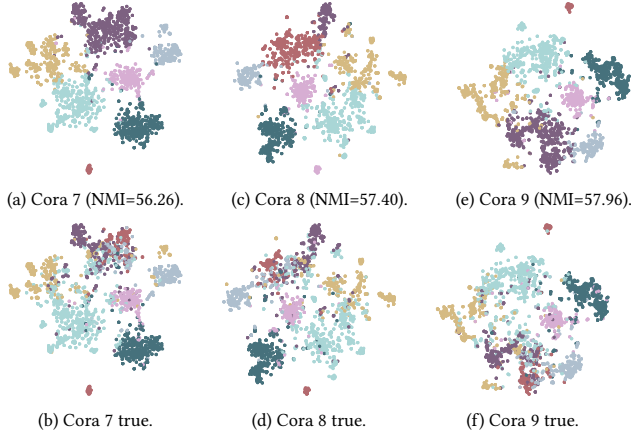 (a) Cora 7 (NMI=56.26).
(c) Cora 8 (NMI=57.40).
(e) Cora 9 (NMI=57.96).
(b) Cora 7 true.
(d) Cora 8 true.
(f) Cora 9 true.